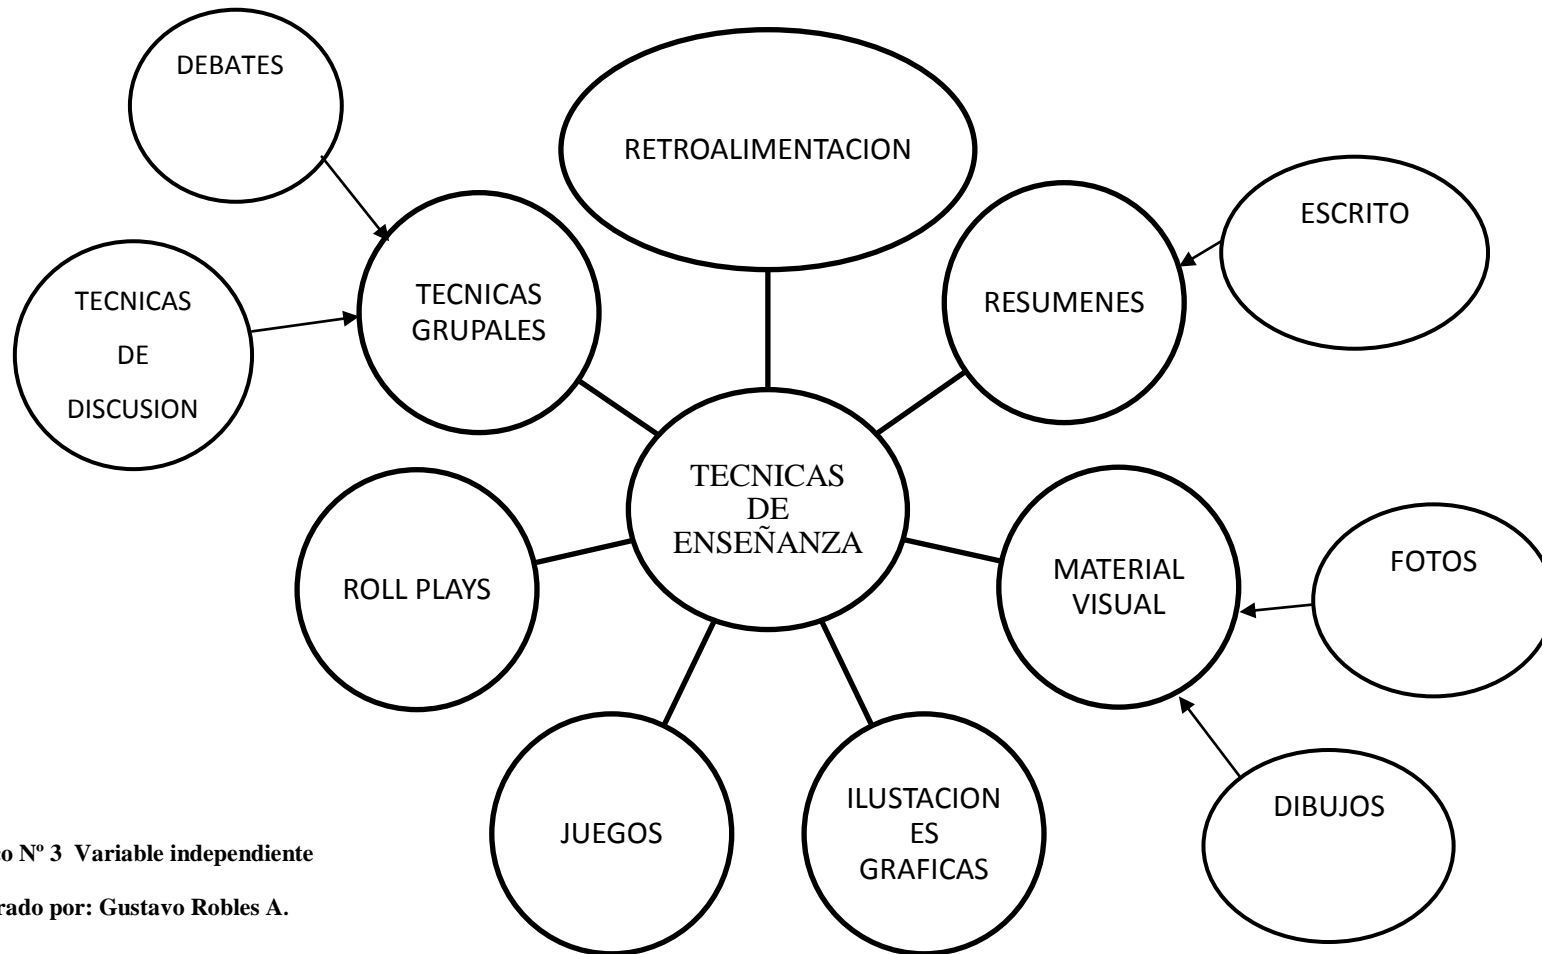 DEBATES
RETROALIMENTACION
ESCRITO
TECNICAS
GRUPALES
RESUMENES
TECNICAS
DE
DISCUSION
TECNICAS
DE
ENSEÑANZA
ROLL PLAYS
MATERIAL
VISUAL
FOTOS
JUEGOS
ILUSTACION
ES
GRAFICAS
DIBUJOS
o Nº 3  Variable independiente
rado por: Gustavo Robles A.